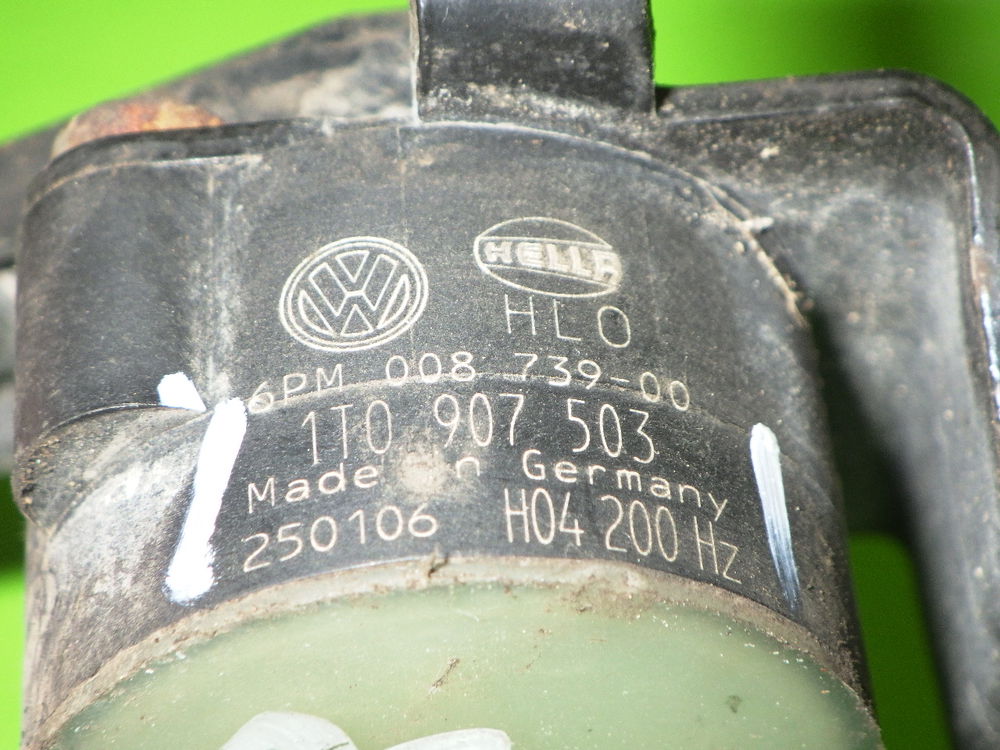 HELLA
HLO
6PM 008 739-00
1T0 907 503
Made in Germany
250106 H04 200 Hz